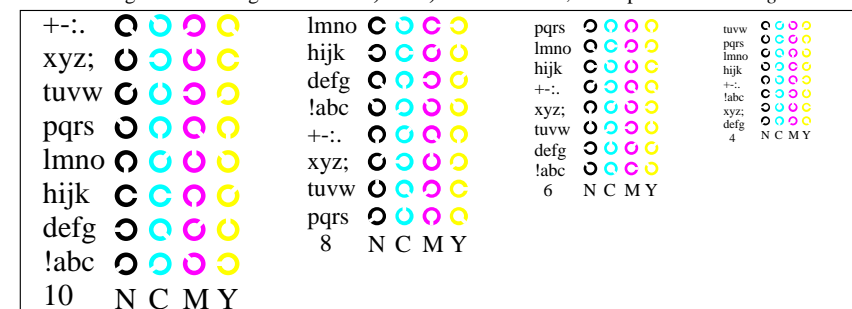 +-:.
xyz;
tuvw
pqrs
lmno
hijk
defg
!abc
10 N C M Y
lmno
hijk
defg
!abc
+-:.
xyz;
tuvw
pqrs
8 N C M Y
pqrs
lmno
hijk
+-:.
xyz;
tuvw
defg
!abc
6 N C M Y
tuvw
pqrs
lmno
hijk
+-:.
!abc
xyz;
defg
4 N C M Y